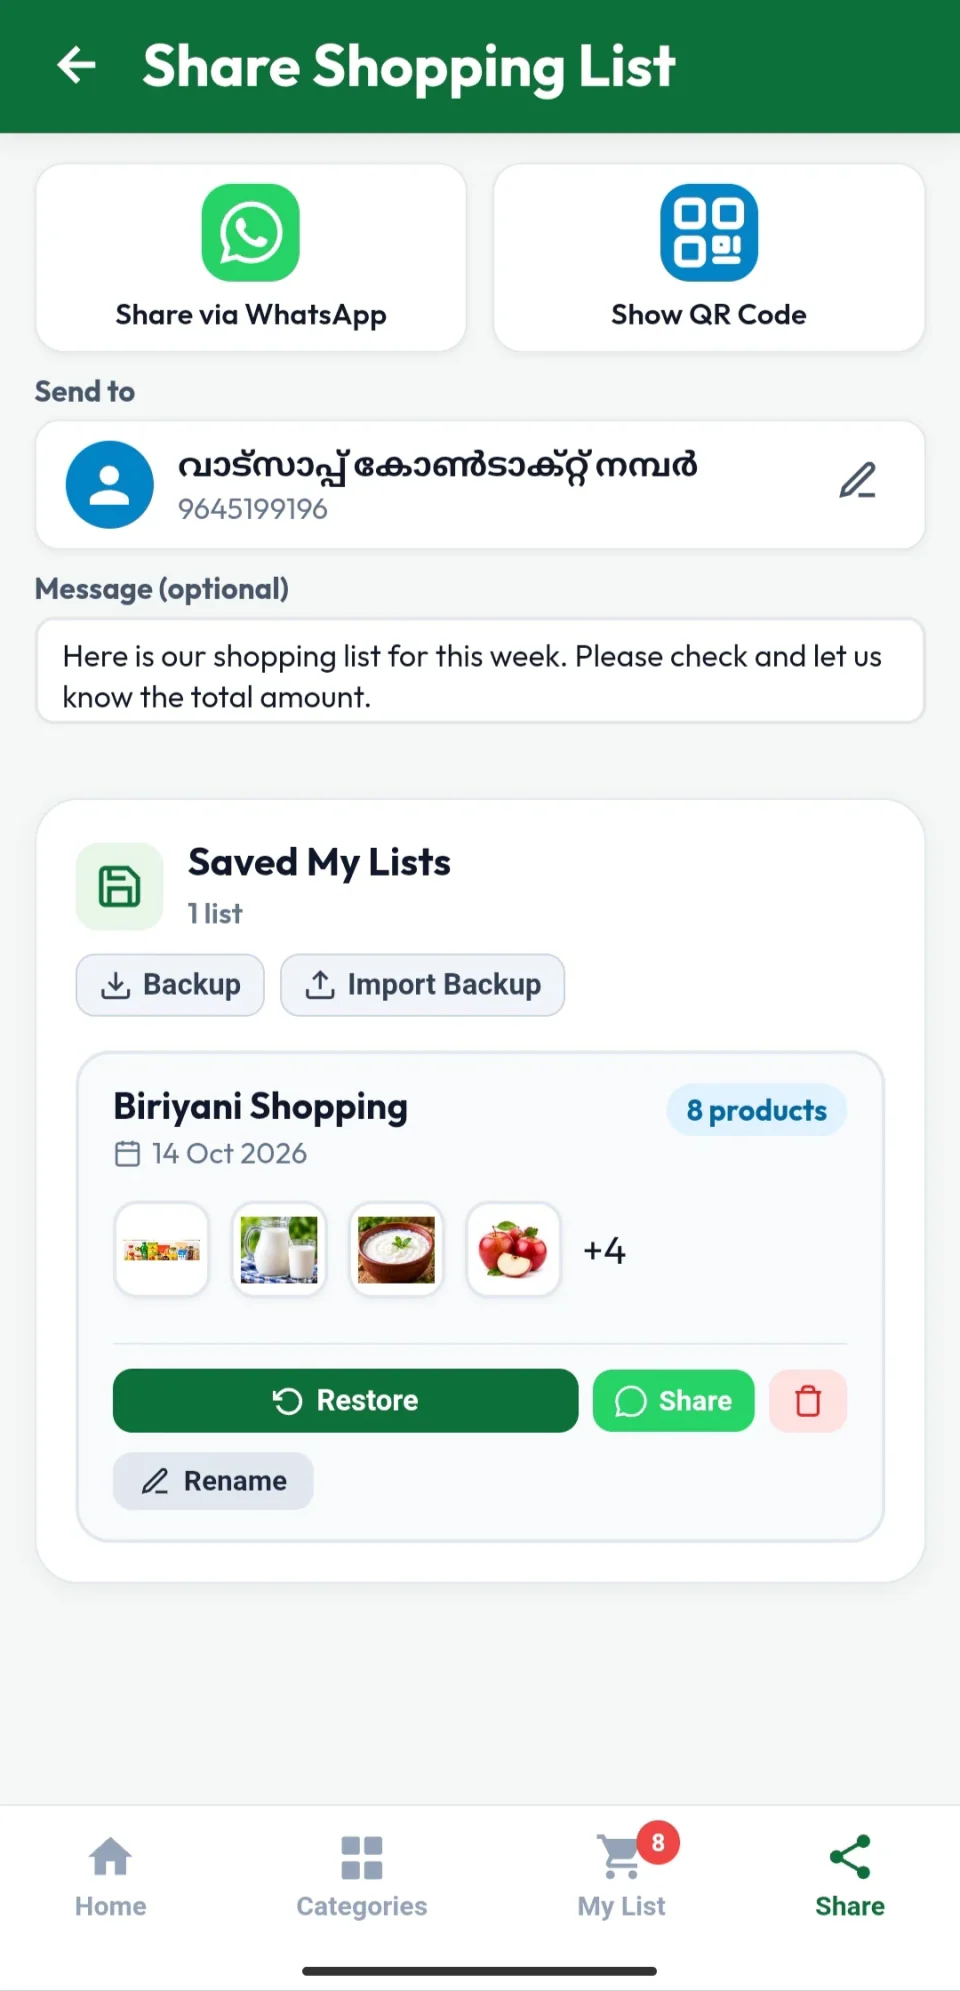 Share Shopping List
Share via WhatsApp
Show QR Code
Send to
വാട്സാപ്പ് കോൺടാക്റ്റ് നമ്പർ
9645199196
Message (optional)
Here is our shopping list for this week. Please check and let us
know the total amount.
Saved My Lists
1 list
Backup
Import Backup
Biriyani Shopping
8 products
14 Oct 2026
+4
Restore
Share
Rename
8
Home
Categories
My List
Share